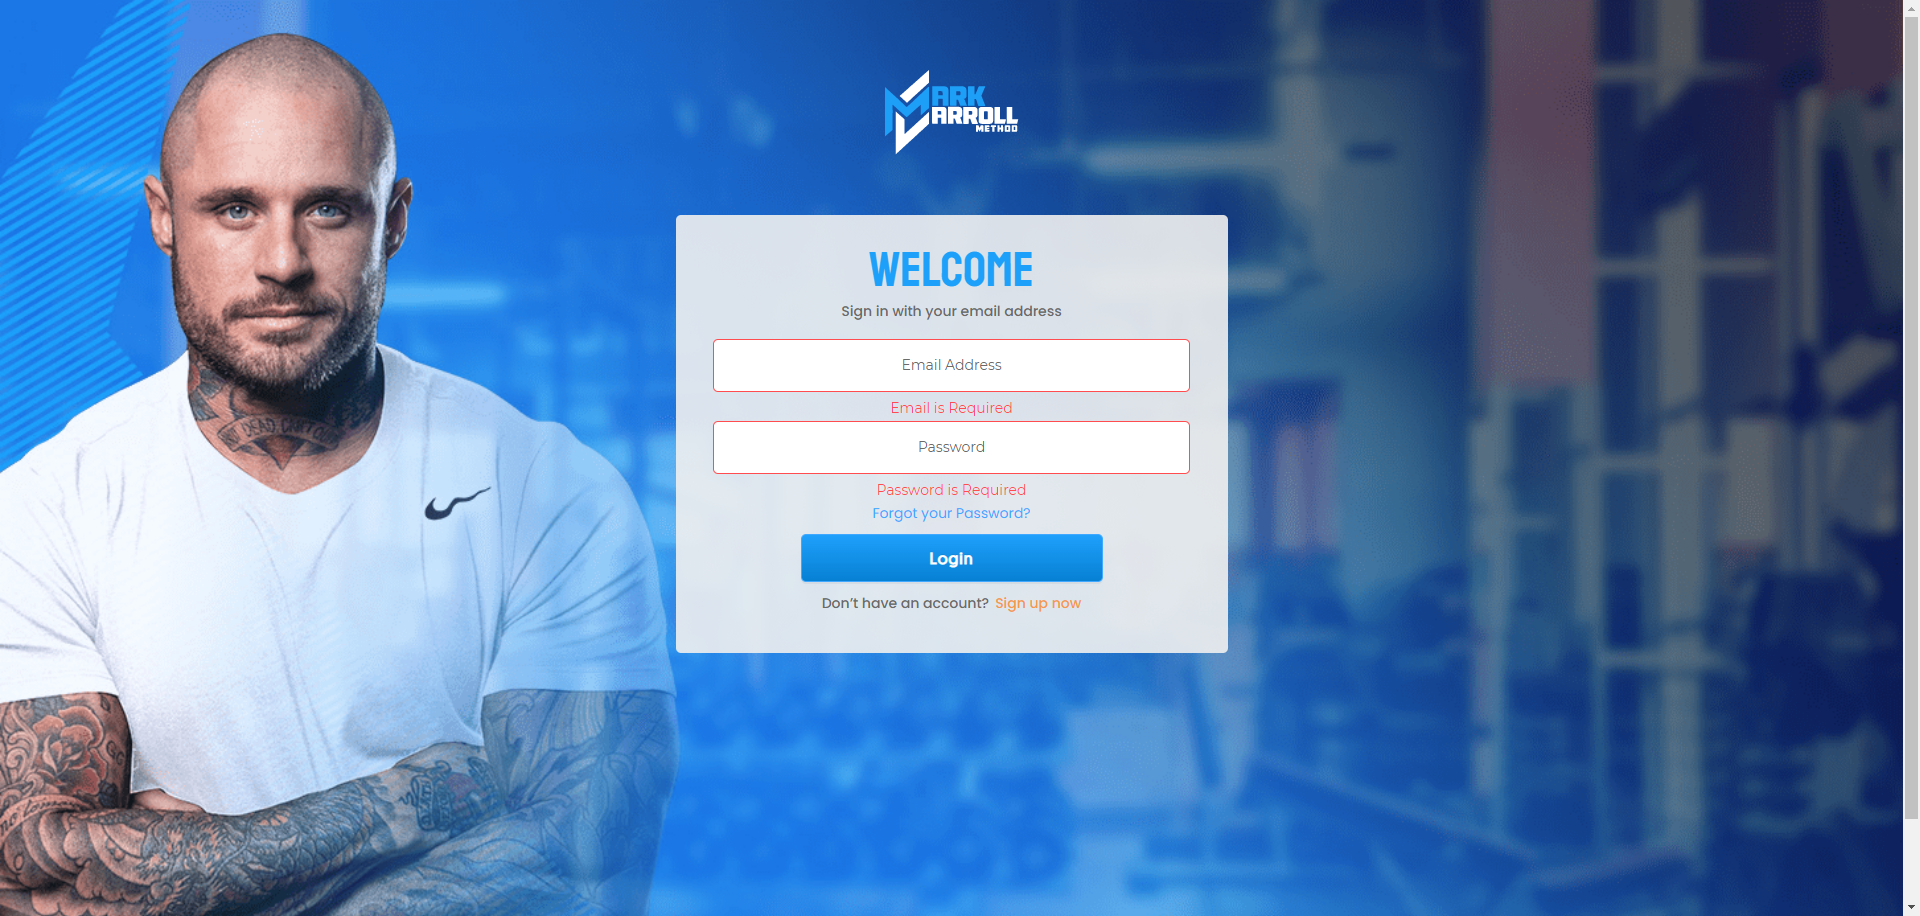 MARK
CARROLL
METHOD
WELCOME
Sign in with your email address
Email Address
Email is Required
Password
Password is Required
Forgot your Password?
Login
Don’t have an account? Sign up now